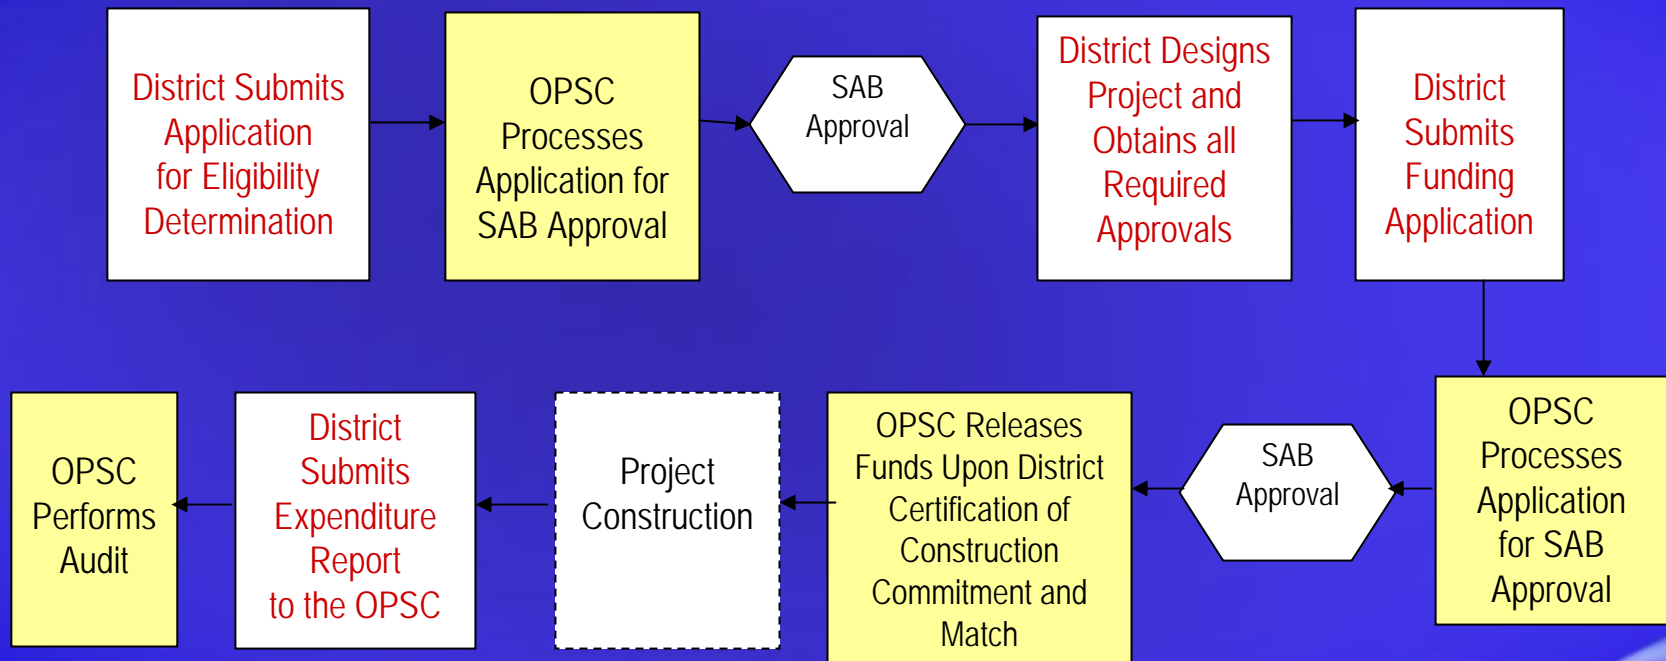 District Submits
Application
for Eligibility
Determination
OPSC
Processes
Application for
SAB Approval
SAB
Approval
District Designs
Project and
Obtains all
Required
Approvals
District
Submits
Funding
Application
OPSC
Processes
Application
for SAB
Approval
SAB
Approval
OPSC Releases
Funds Upon District
Certification of
Construction
Commitment and
Match
Project
Construction
District
Submits
Expenditure
Report
to the OPSC
OPSC
Performs
Audit